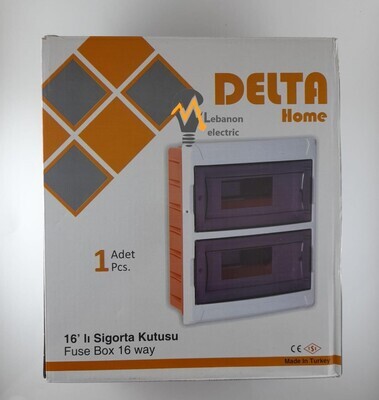 DELTA
Home
Lebanon
electric
1 Adet
Pcs.
16' lı Sigorta Kutusu
Fuse Box 16 way
CE
Made in Turkey